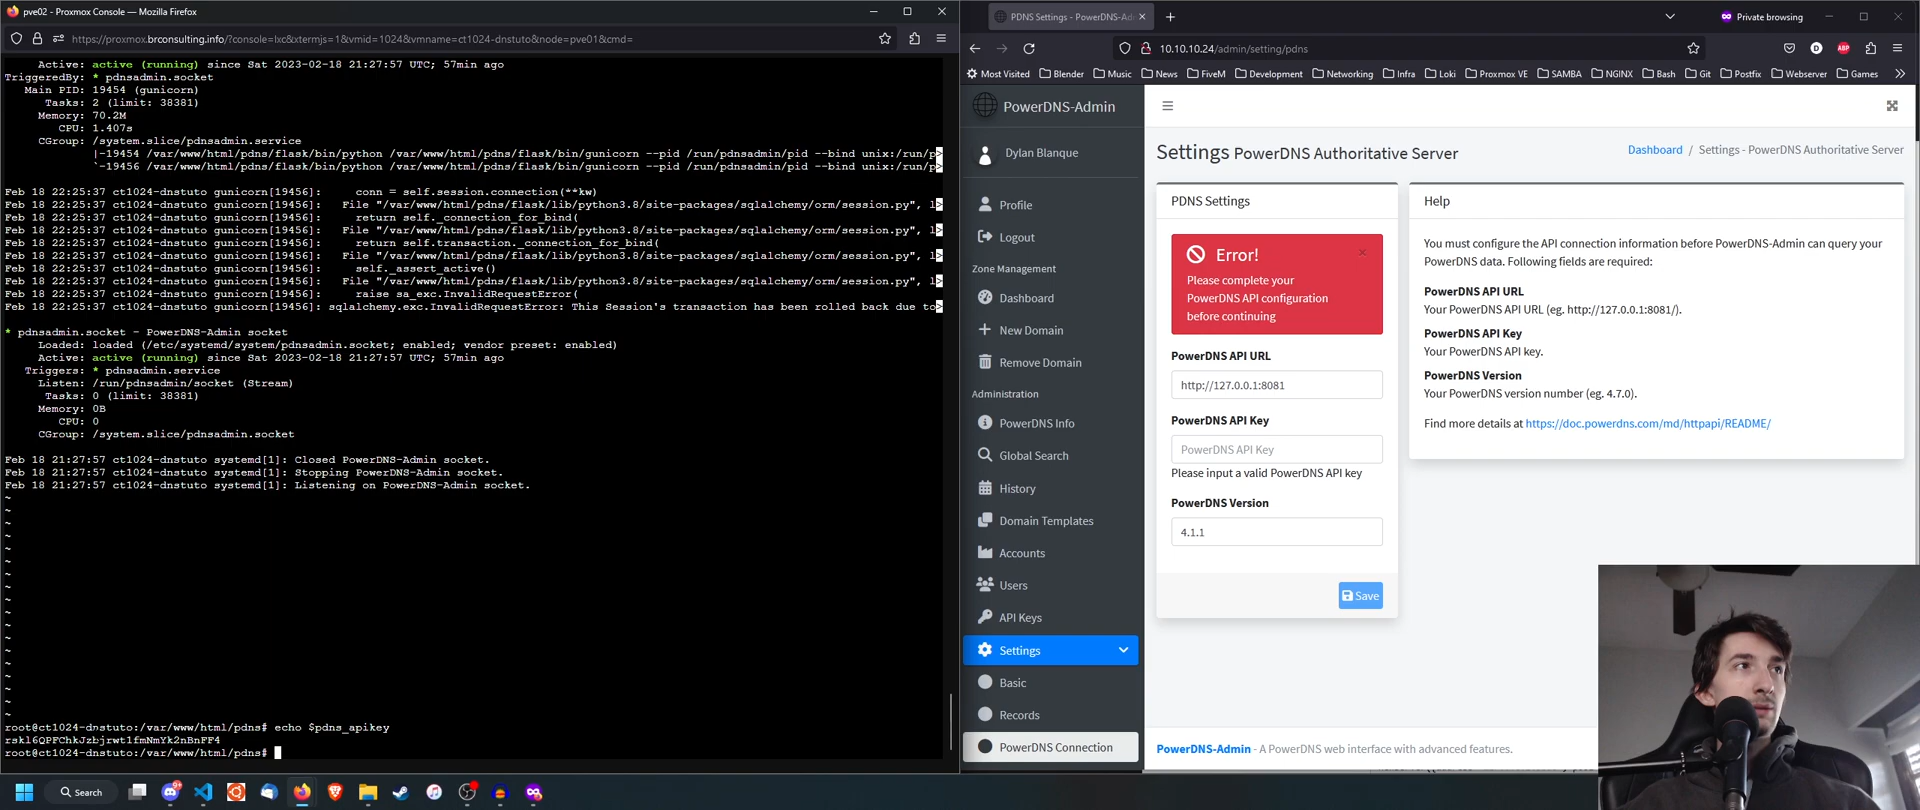 pve02 - Proxmox Console — Mozilla Firefox
https://proxmox.brconsulting.info/?console=lxc&xtermjs=1&vmid=1024&vmname=ct1024-dnstuto&node=pve01&cmd=
Active: active (running) since Sat 2023-02-18 21:27:57 UTC; 57min ago
TriggeredBy: * pdnsadmin.socket
Main PID: 19454 (gunicorn)
Tasks: 2 (limit: 38381)
Memory: 70.2M
CPU: 1.407s
CGroup: /system.slice/pdnsadmin.service
|-19454 /var/www/html/pdns/flask/bin/python /var/www/html/pdns/flask/bin/gunicorn --pid /run/pdnsadmin/pid --bind unix:/run/p>
`-19456 /var/www/html/pdns/flask/bin/python /var/www/html/pdns/flask/bin/gunicorn --pid /run/pdnsadmin/pid --bind unix:/run/p>
Feb 18 22:25:37 ct1024-dnstuto gunicorn[19456]: conn = self.session.connection(**kw)
Feb 18 22:25:37 ct1024-dnstuto gunicorn[19456]: File "/var/www/html/pdns/flask/lib/python3.8/site-packages/sqlalchemy/orm/session.py", l>
Feb 18 22:25:37 ct1024-dnstuto gunicorn[19456]: return self._connection_for_bind(
Feb 18 22:25:37 ct1024-dnstuto gunicorn[19456]: File "/var/www/html/pdns/flask/lib/python3.8/site-packages/sqlalchemy/orm/session.py", l>
Feb 18 22:25:37 ct1024-dnstuto gunicorn[19456]: return self.transaction._connection_for_bind(
Feb 18 22:25:37 ct1024-dnstuto gunicorn[19456]: File "/var/www/html/pdns/flask/lib/python3.8/site-packages/sqlalchemy/orm/session.py", l>
Feb 18 22:25:37 ct1024-dnstuto gunicorn[19456]: self._assert_active()
Feb 18 22:25:37 ct1024-dnstuto gunicorn[19456]: File "/var/www/html/pdns/flask/lib/python3.8/site-packages/sqlalchemy/orm/session.py", l>
Feb 18 22:25:37 ct1024-dnstuto gunicorn[19456]: raise sa_exc.InvalidRequestError(
Feb 18 22:25:37 ct1024-dnstuto gunicorn[19456]: sqlalchemy.exc.InvalidRequestError: This Session's transaction has been rolled back due to>
* pdnsadmin.socket - PowerDNS-Admin socket
Loaded: loaded (/etc/systemd/system/pdnsadmin.socket; enabled; vendor preset: enabled)
Active: active (running) since Sat 2023-02-18 21:27:57 UTC; 57min ago
Triggers: * pdnsadmin.service
Listen: /run/pdnsadmin/socket (Stream)
Tasks: 0 (limit: 38381)
Memory: 0B
CPU: 0
CGroup: /system.slice/pdnsadmin.socket
Feb 18 21:27:57 ct1024-dnstuto systemd[1]: Closed PowerDNS-Admin socket.
Feb 18 21:27:57 ct1024-dnstuto systemd[1]: Stopping PowerDNS-Admin socket.
Feb 18 21:27:57 ct1024-dnstuto systemd[1]: Listening on PowerDNS-Admin socket.
root@ct1024-dnstuto:/var/www/html/pdns# echo $pdns_apikey
rskl6QPFChkJzbjrwt1fmNmYk2nBnFF4
root@ct1024-dnstuto:/var/www/html/pdns#
Search
PDNS Settings - PowerDNS-Ad
Private browsing
10.10.10.24/admin/setting/pdns
Most Visited Blender Music News FiveM Development Networking Infra Loki Proxmox VE SAMBA NGINX Bash Git Postfix Webserver Games
PowerDNS-Admin
Dylan Blanque
Profile
Logout
Zone Management
Dashboard
New Domain
Remove Domain
Administration
PowerDNS Info
Global Search
History
Domain Templates
Accounts
Users
API Keys
Settings
Basic
Records
PowerDNS Connection
Settings PowerDNS Authoritative Server
Dashboard / Settings - PowerDNS Authoritative Server
PDNS Settings
Error!
Please complete your
PowerDNS API configuration
before continuing
PowerDNS API URL
http://127.0.0.1:8081
PowerDNS API Key
PowerDNS API Key
Please input a valid PowerDNS API key
PowerDNS Version
4.1.1
Save
Help
You must configure the API connection information before PowerDNS-Admin can query your
PowerDNS data. Following fields are required:
PowerDNS API URL
Your PowerDNS API URL (eg. http://127.0.0.1:8081/).
PowerDNS API Key
Your PowerDNS API key.
PowerDNS Version
Your PowerDNS version number (eg. 4.7.0).
Find more details at https://doc.powerdns.com/md/httpapi/README/
PowerDNS-Admin - A PowerDNS web interface with advanced features.